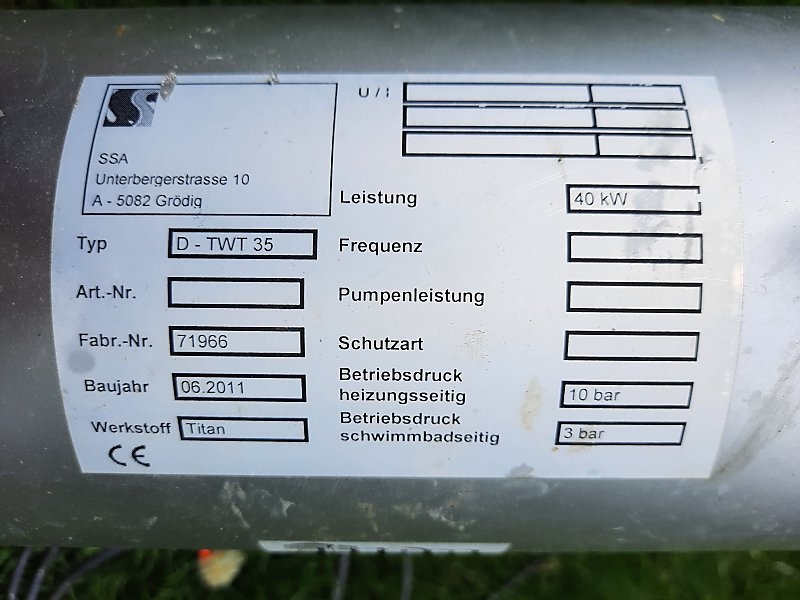 SS
SSA
Unterbergerstrasse 10
A - 5082 Grödig
U / I
Leistung 40 kW
Typ D - TWT 35
Frequenz
Art.-Nr.
Pumpenleistung
Fabr.-Nr. 71966
Schutzart
Baujahr 06.2011
Betriebsdruck
heizungsseitig 10 bar
Werkstoff Titan
Betriebsdruck
schwimmbadseitig 3 bar
CE